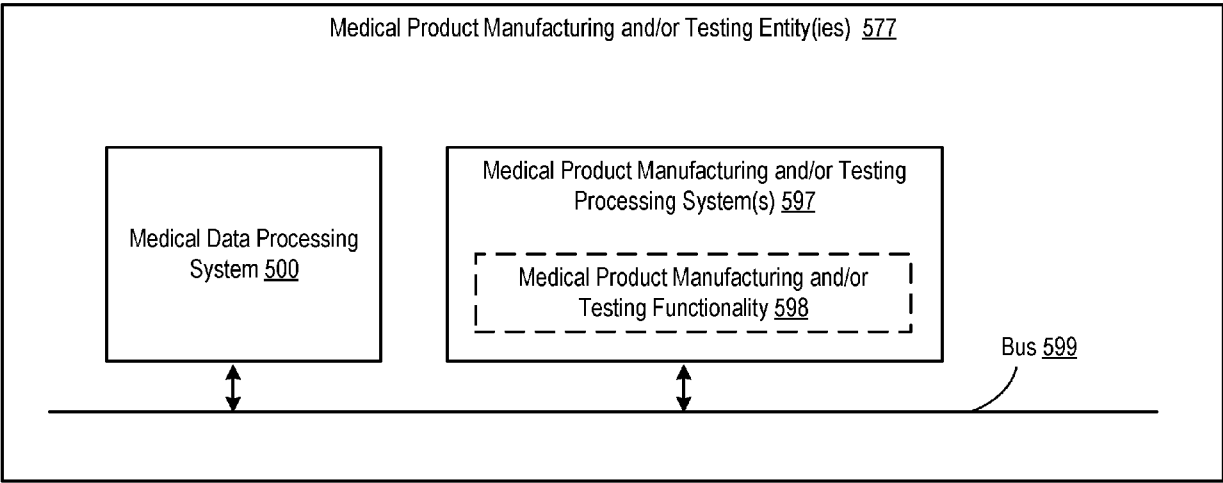 Medical Product Manufacturing and/or Testing Entity(ies) 577
Medical Data Processing
System 500
Medical Product Manufacturing and/or Testing
Processing System(s) 597
Medical Product Manufacturing and/or
Testing Functionality 598
Bus 599